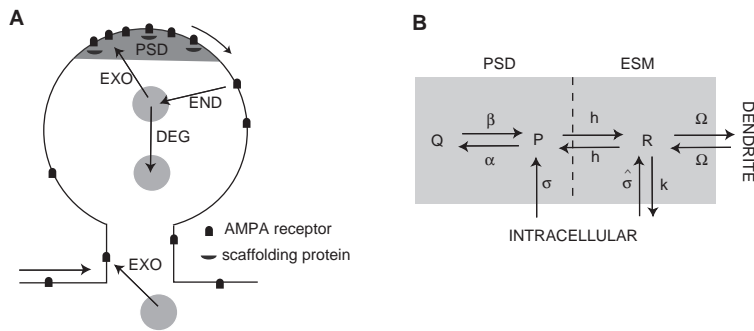 A
PSD
EXO
END
DEG
AMPA receptor
scaffolding protein
EXO
B
PSD
ESM
β
h
Ω
Q
P
R
α
h
Ω
σ
σ̂
k
INTRACELLULAR
DENDRITE